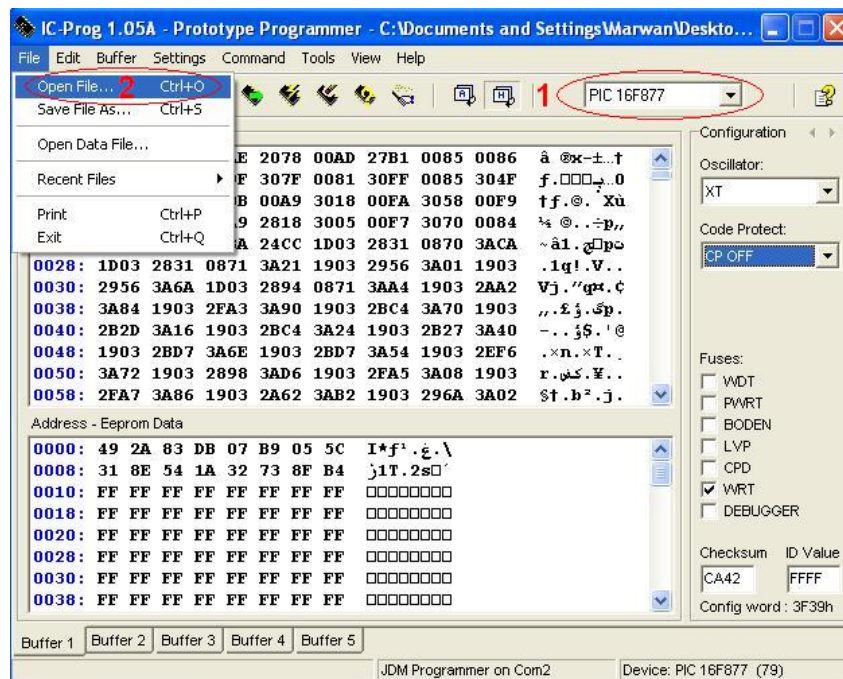 IC-Prog 1.05A - Prototype Programmer - C:\Documents and Settings\Marwan\Deskto...
File Edit Buffer Settings Command Tools View Help
Open File... 2 Ctrl+O
Save File As... Ctrl+S
Open Data File...
Recent Files
Print Ctrl+P
Exit Ctrl+Q
1 PIC 16F877
2078 00AD 27B1 0085 0086
307F 0081 30FF 0085 304F
00A9 3018 00FA 3058 00F9
2818 3005 00F7 3070 0084
24CC 1D03 2831 0870 3ACA
0028: 1D03 2831 0871 3A21 1903 2956 3A01 1903 .1q!.V..
0030: 2956 3A6A 1D03 2894 0871 3AA4 1903 2AA2
0038: 3A84 1903 2FA3 3A90 1903 2BC4 3A70 1903
0040: 2B2D 3A16 1903 2BC4 3A24 1903 2B27 3A40
0048: 1903 2BD7 3A6E 1903 2BD7 3A54 1903 2EF6 .×n.×T..
0050: 3A72 1903 2898 3AD6 1903 2FA5 3A08 1903
0058: 2FA7 3A86 1903 2A62 3AB2 1903 296A 3A02 §†.b².j.
Address - Eeprom Data
0000: 49 2A 83 DB 07 B9 05 5C
0008: 31 8E 54 1A 32 73 8F B4
0010: FF FF FF FF FF FF FF FF
0018: FF FF FF FF FF FF FF FF
0020: FF FF FF FF FF FF FF FF
0028: FF FF FF FF FF FF FF FF
0030: FF FF FF FF FF FF FF FF
0038: FF FF FF FF FF FF FF FF
Buffer 1 Buffer 2 Buffer 3 Buffer 4 Buffer 5
Configuration
Oscillator:
XT
Code Protect:
CP OFF
Fuses:
WDT
PWRT
BODEN
LVP
CPD
WRT
DEBUGGER
Checksum ID Value
CA42 FFFF
Config word : 3F39h
JDM Programmer on Com2 Device: PIC 16F877 (79)